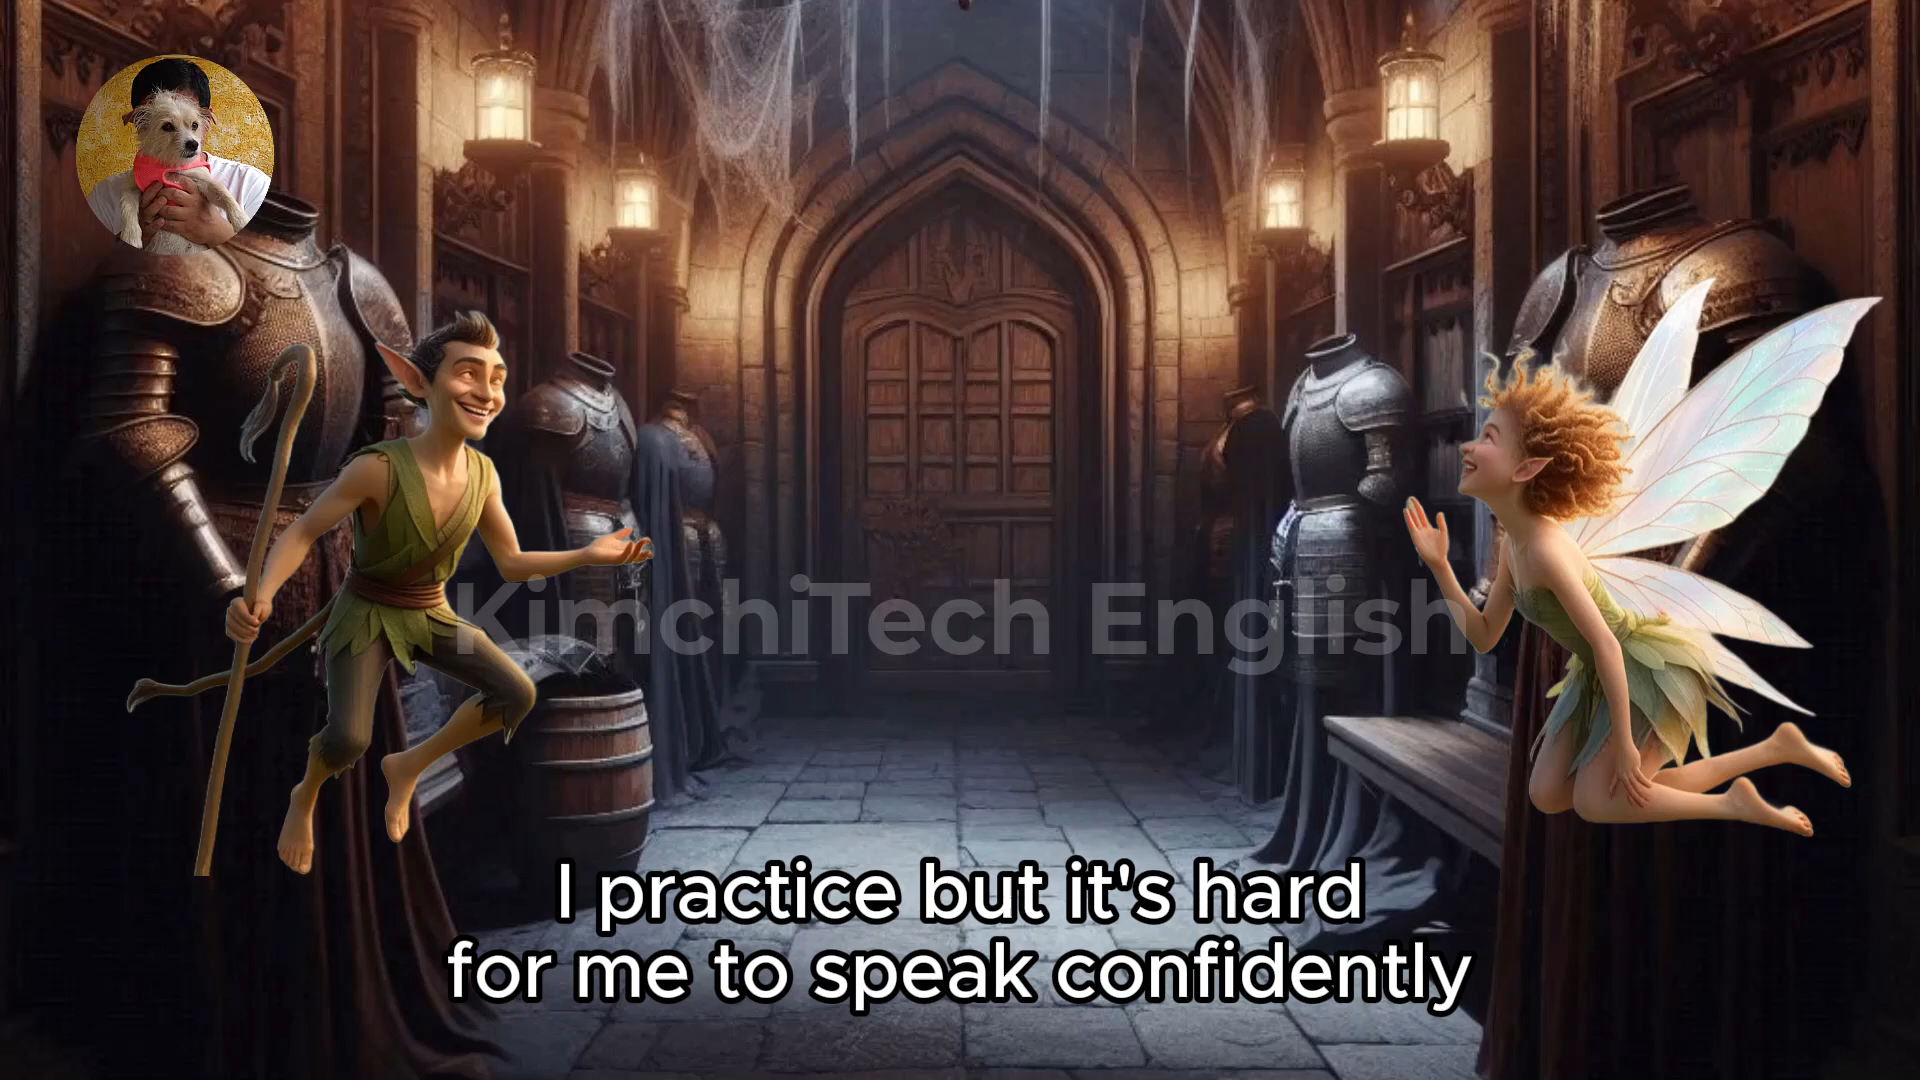 KimchiTech English
I practice but it's hard
for me to speak confidently